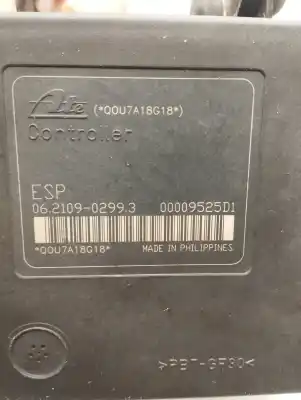 Ate (*QOU7A18G18*)
Controller
ESP
06.2109-0299.3 00009525D1
*QOU7A18G18* MADE IN PHILIPPINES
>PBT-GF30<